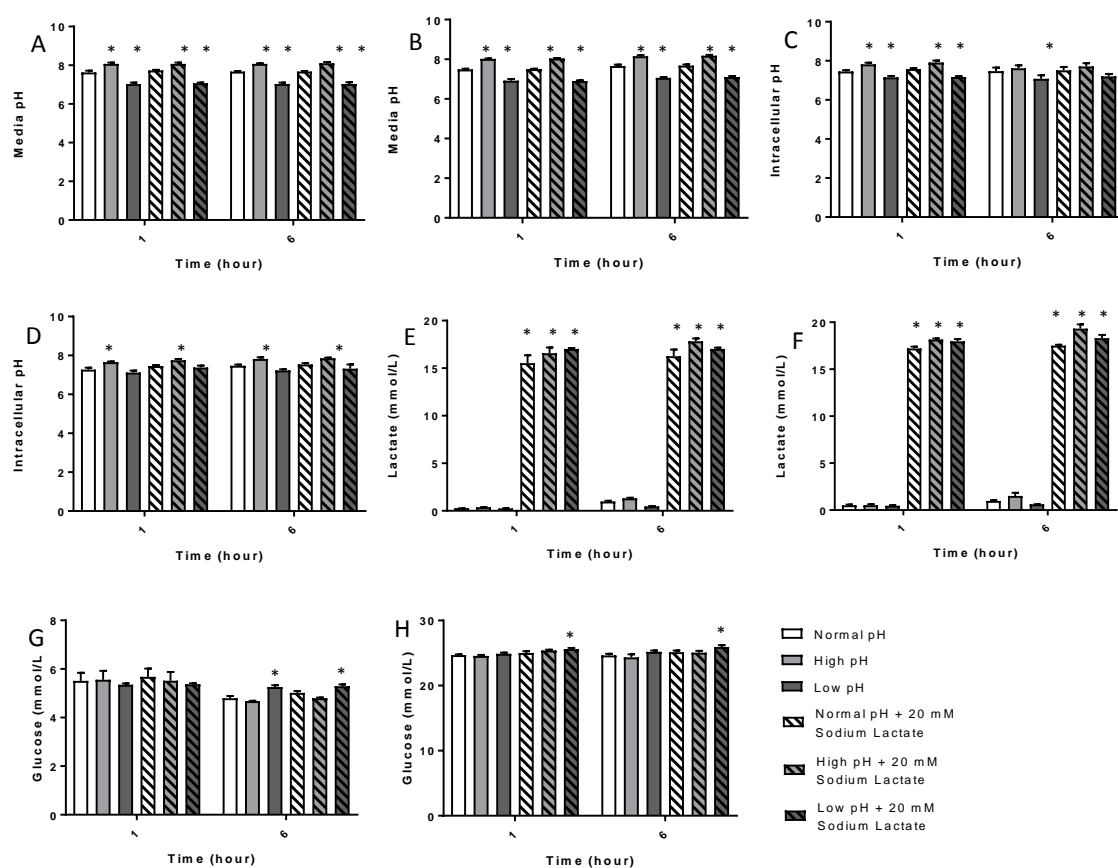 A
* * * *
* * * *
Media pH
10
8
6
4
2
0
1
6
Time (hour)
B
* * * *
* * * *
Media pH
10
8
6
4
2
0
1
6
Time (hour)
C
* * * *
*
Intracellular pH
10
8
6
4
2
0
1
6
Time (hour)
D
* *
* *
Intracellular pH
10
8
6
4
2
0
1
6
Time (hour)
E
* * *
* * *
Lactate (mmol/L)
20
15
10
5
0
1
6
Time (hour)
F
* * *
* * *
Lactate (mmol/L)
20
15
10
5
0
1
6
Time (hour)
G
* *
Glucose (mmol/L)
8
6
4
2
0
1
6
Time (hour)
H
* *
Glucose (mmol/L)
30
20
10
0
1
6
Time (hour)
Normal pH
High pH
Low pH
Normal pH + 20 mM
Sodium Lactate
High pH + 20 mM
Sodium Lactate
Low pH + 20 mM
Sodium Lactate